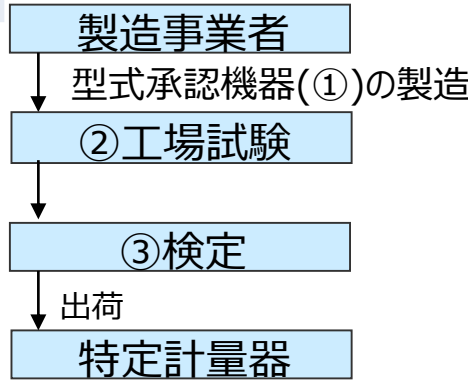 製造事業者
型式承認機器(①)の製造
②工場試験
③検定
出荷
特定計量器